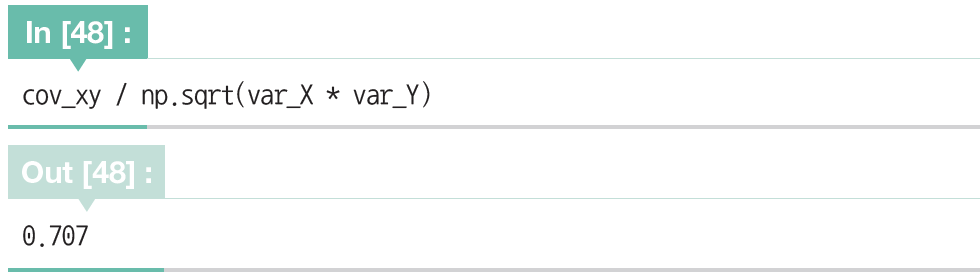 In [48] :
cov_xy / np.sqrt(var_X * var_Y)
Out [48] :
0.707